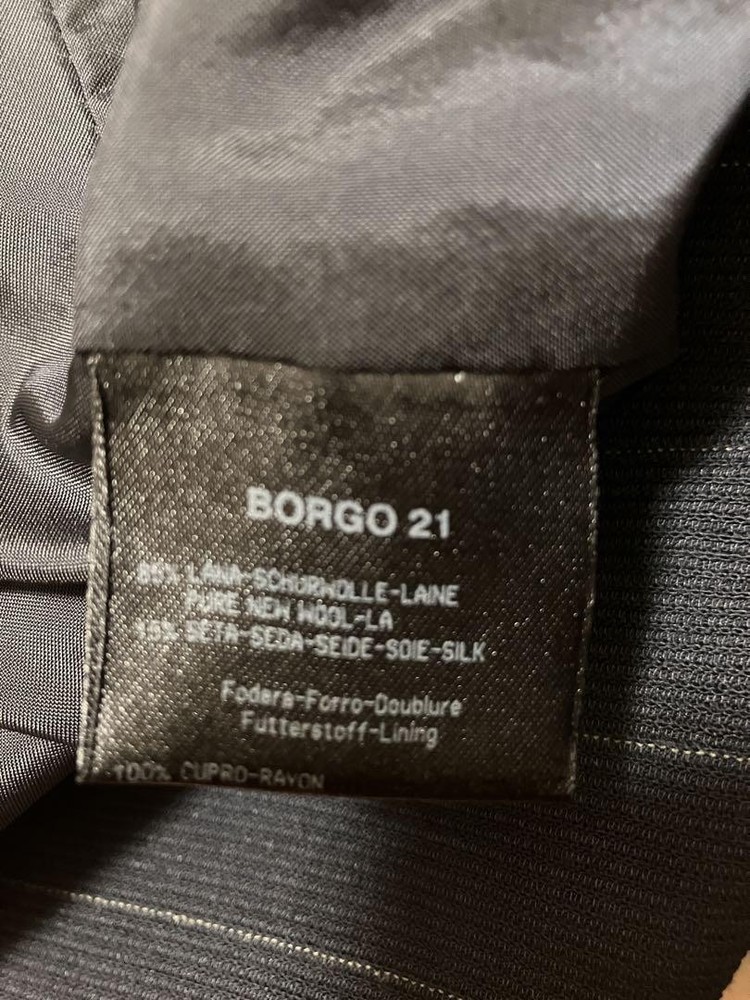 BORGO 21
85% LANA-SCHURWOLLE-LAINE
PURE NEW WOOL-LA
15% SETA-SEDA-SEIDE-SOIE-SILK
Fodera-Forro-Doublure
Futterstoff-Lining
100% CUPRO-RAYON